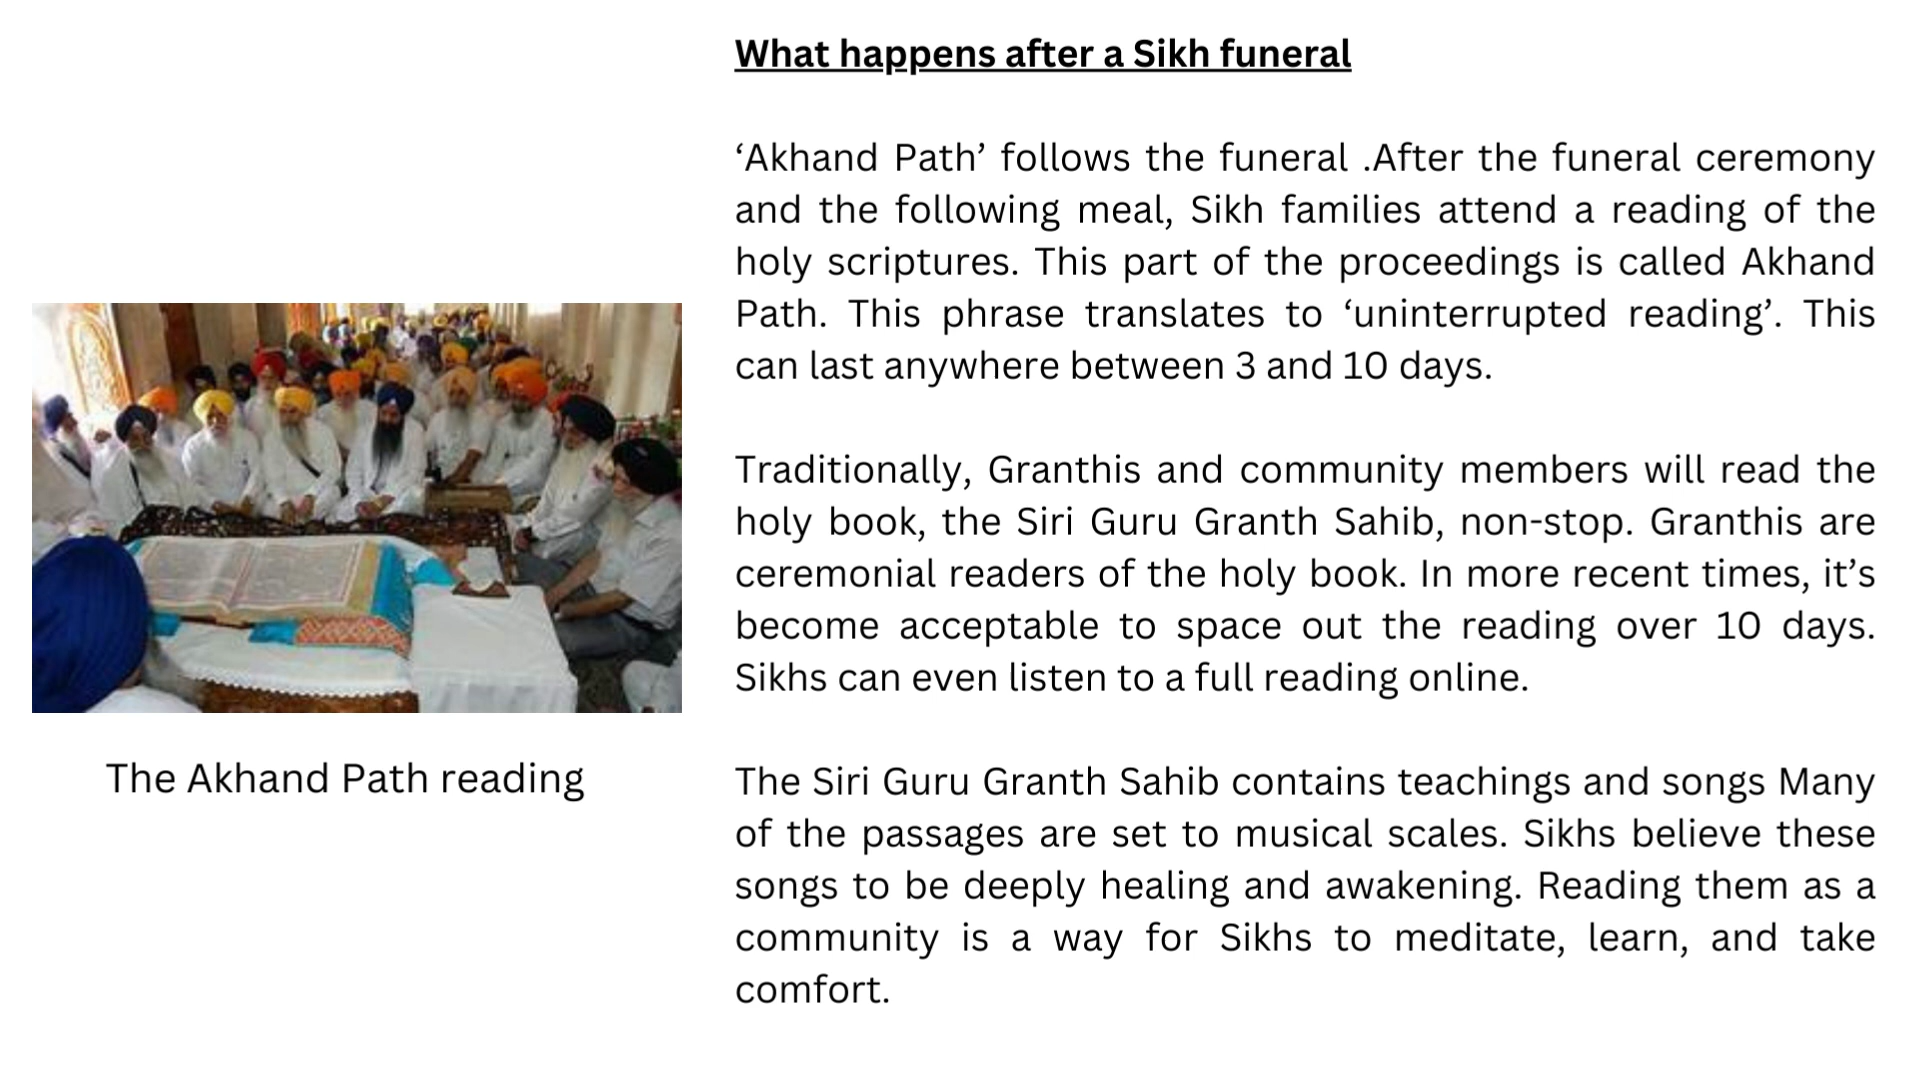 What happens after a Sikh funeral
‘Akhand Path’ follows the funeral .After the funeral ceremony
and the following meal, Sikh families attend a reading of the
holy scriptures. This part of the proceedings is called Akhand
Path. This phrase translates to ‘uninterrupted reading’. This
can last anywhere between 3 and 10 days.
Traditionally, Granthis and community members will read the
holy book, the Siri Guru Granth Sahib, non-stop. Granthis are
ceremonial readers of the holy book. In more recent times, it’s
become acceptable to space out the reading over 10 days.
Sikhs can even listen to a full reading online.
The Siri Guru Granth Sahib contains teachings and songs Many
of the passages are set to musical scales. Sikhs believe these
songs to be deeply healing and awakening. Reading them as a
community is a way for Sikhs to meditate, learn, and take
comfort.
The Akhand Path reading